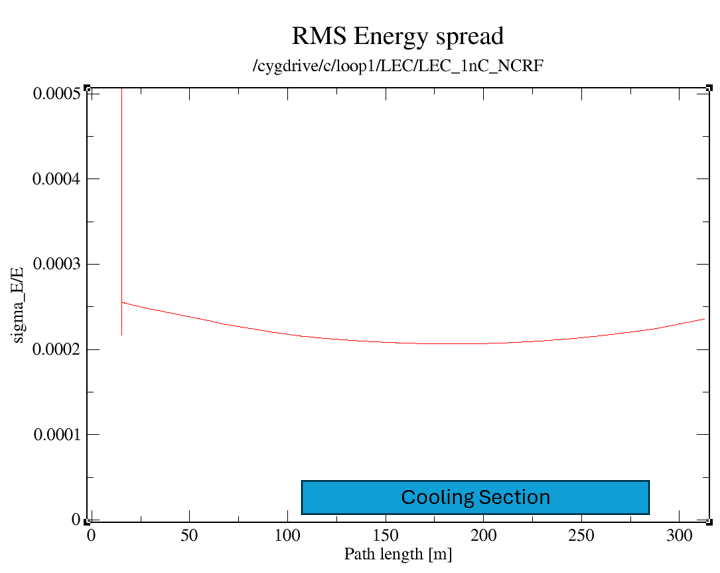 RMS Energy spread
/cygdrive/c/loop1/LEC/LEC_1nC_NCRF
0.0005
0.0004
0.0003
0.0002
0.0001
0
sigma_E/E
Cooling Section
0 50 100 150 200 250 300
Path length [m]